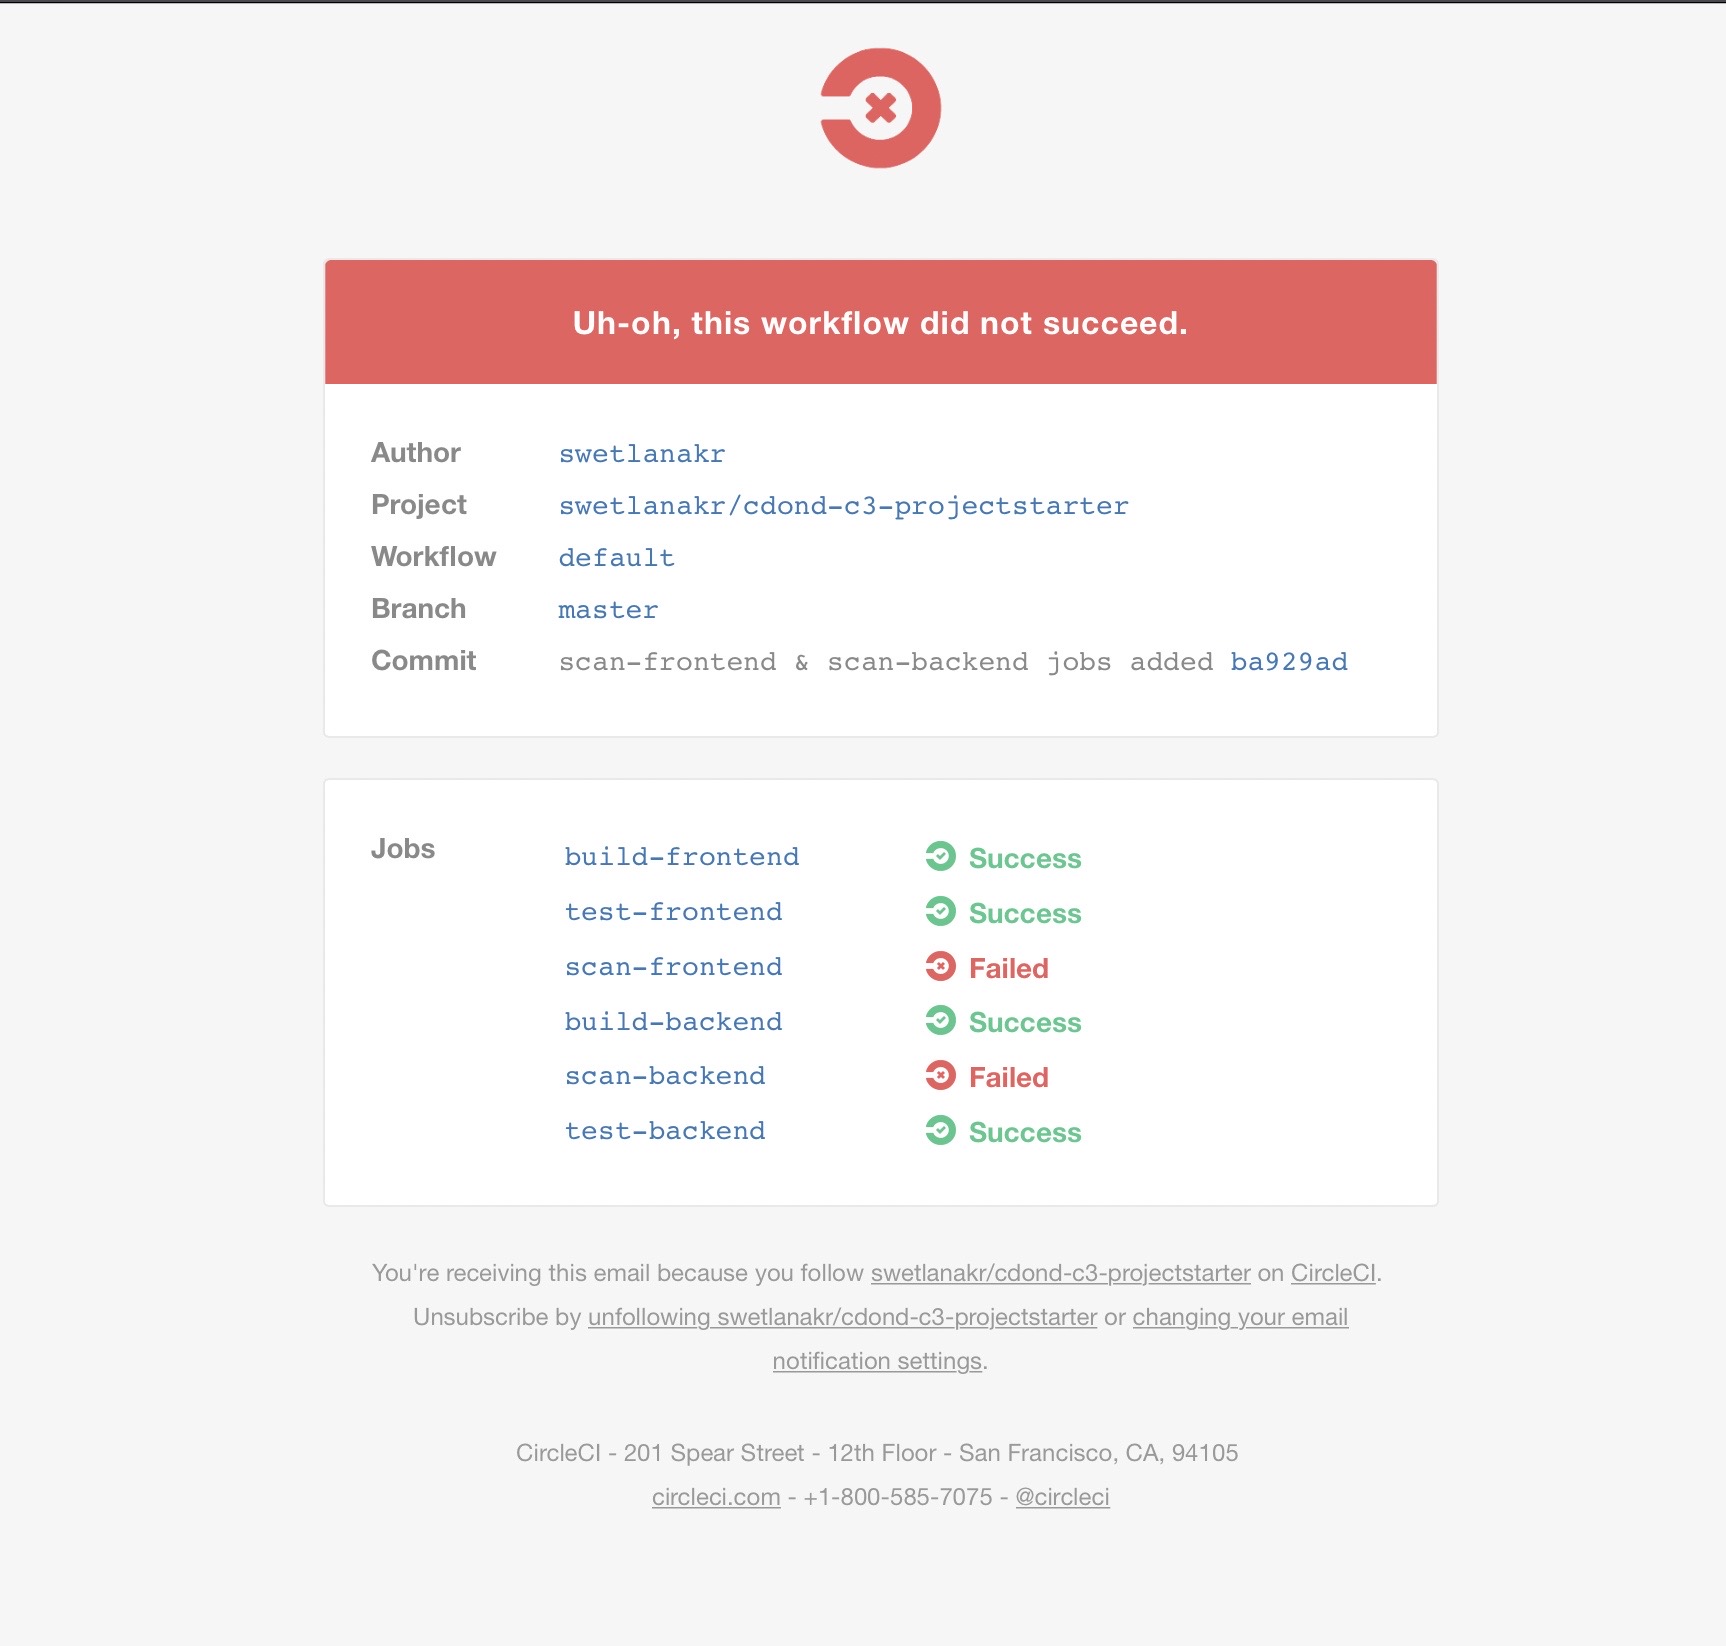 Uh-oh, this workflow did not succeed.
Author swetlanakr
Project swetlanakr/cdond-c3-projectstarter
Workflow default
Branch master
Commit scan-frontend & scan-backend jobs added ba929ad
Jobs build-frontend Success
test-frontend Success
scan-frontend Failed
build-backend Success
scan-backend Failed
test-backend Success
You're receiving this email because you follow swetlanakr/cdond-c3-projectstarter on CircleCI.
Unsubscribe by unfollowing swetlanakr/cdond-c3-projectstarter or changing your email
notification settings.
CircleCI - 201 Spear Street - 12th Floor - San Francisco, CA, 94105
circleci.com - +1-800-585-7075 - @circleci